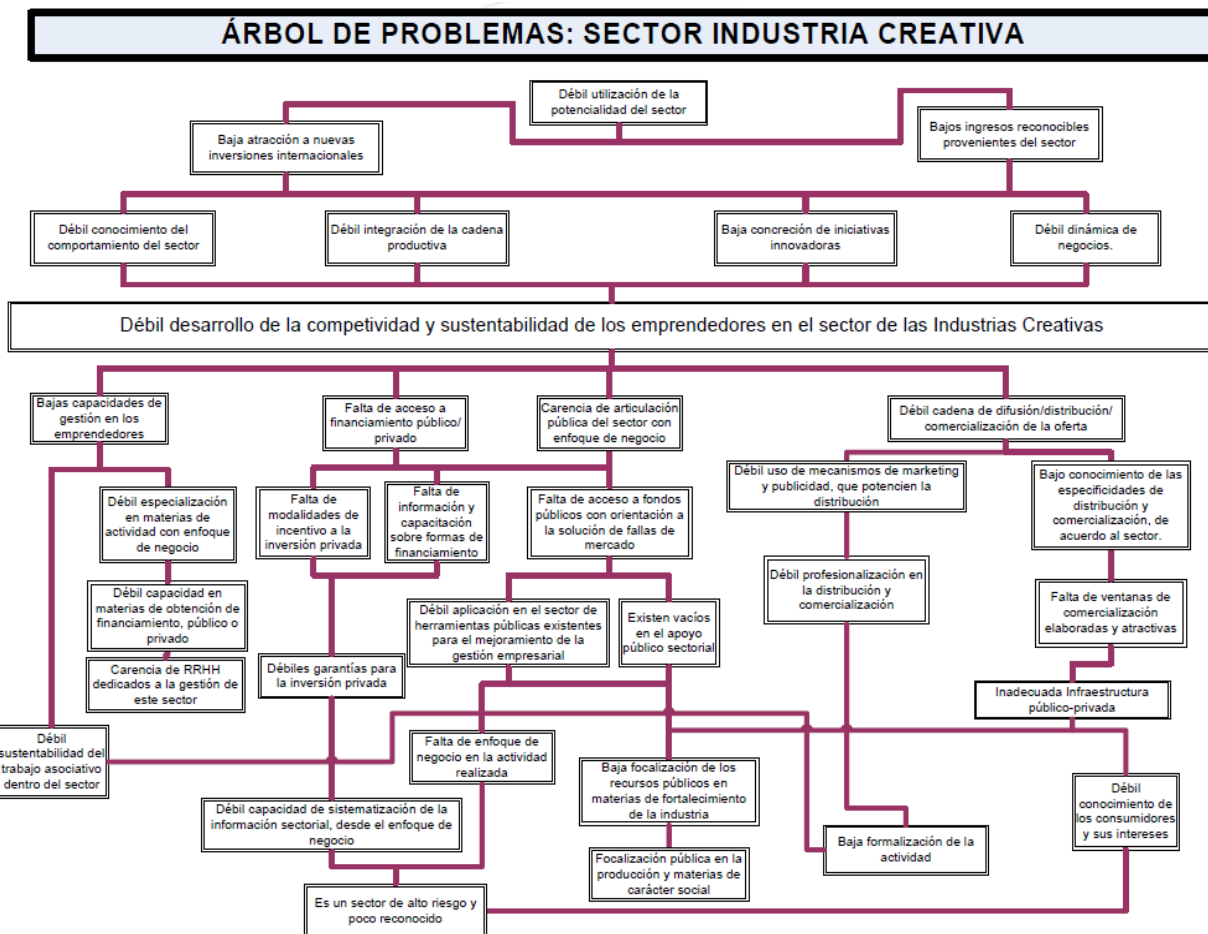 ÁRBOL DE PROBLEMAS: SECTOR INDUSTRIA CREATIVA
Débil utilización de la
potencialidad del sector
Baja atracción a nuevas
inversiones internacionales
Bajos ingresos reconocibles
provenientes del sector
Débil conocimiento del
comportamiento del sector
Débil integración de la cadena
productiva
Baja concreción de iniciativas
innovadoras
Débil dinámica de
negocios.
Débil desarrollo de la competividad y sustentabilidad de los emprendedores en el sector de las Industrias Creativas
Bajas capacidades de
gestión en los
emprendedores
Falta de acceso a
financiamiento público/
privado
Carencia de articulación
pública del sector con
enfoque de negocio
Débil cadena de difusión/distribución/
comercialización de la oferta
Débil especialización
en materias de
actividad con enfoque
de negocio
Falta de
modalidades de
incentivo a la
inversión privada
Falta de
información y
capacitación
sobre formas de
financiamiento
Falta de acceso a fondos
públicos con orientación a
la solución de fallas de
mercado
Débil uso de mecanismos de marketing
y publicidad, que potencien la
distribución
Bajo conocimiento de las
especificidades de
distribución y
comercialización, de
acuerdo al sector.
Débil capacidad en
materias de obtención de
financiamiento, público o
privado
Débil aplicación en el sector de
herramientas públicas existentes
para el mejoramiento de la
gestión empresarial
Existen vacíos
en el apoyo
público sectorial
Débil profesionalización en
la distribución y
comercialización
Falta de ventanas de
comercialización
elaboradas y atractivas
Carencia de RRHH
dedicados a la gestión de
este sector
Débiles garantías para
la inversión privada
Inadecuada Infraestructura
público-privada
Débil
sustentabilidad del
trabajo asociativo
dentro del sector
Falta de enfoque de
negocio en la actividad
realizada
Baja focalización de los
recursos públicos en
materias de fortalecimiento
de la industria
Débil
conocimiento de
los consumidores
y sus intereses
Débil capacidad de sistematización de la
información sectorial, desde el enfoque de
negocio
Baja formalización de la
actividad
Focalización pública en la
producción y materias de
carácter social
Es un sector de alto riesgo y
poco reconocido